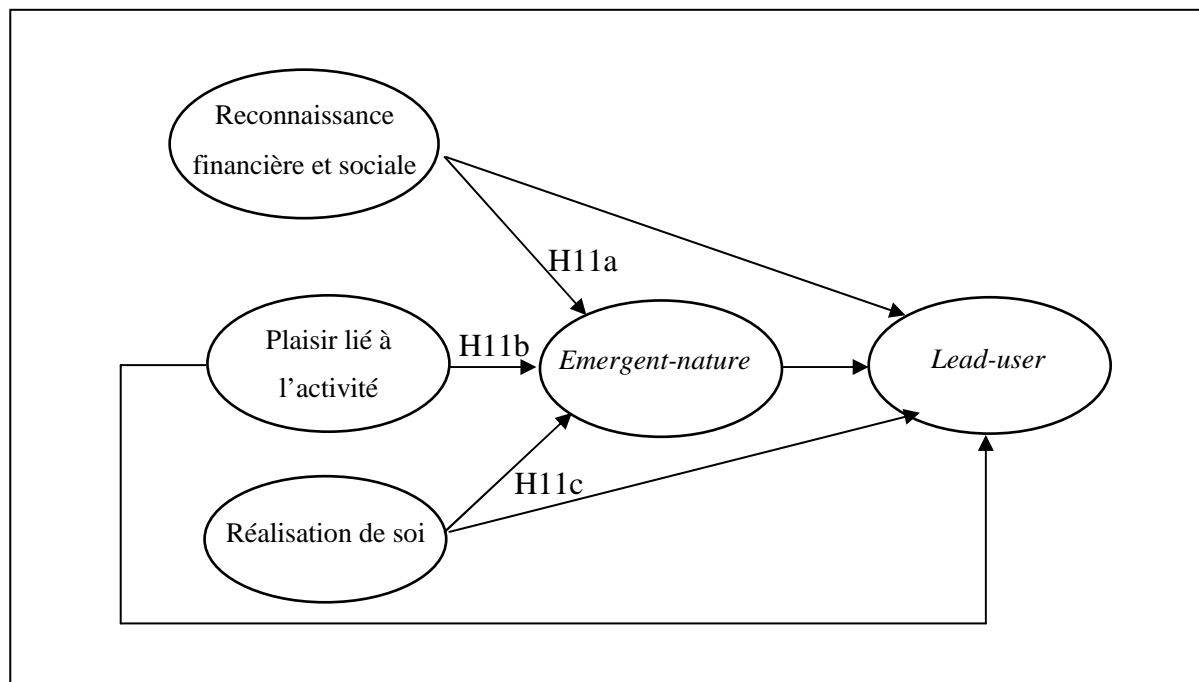 Reconnaissance
financière et sociale
H11a
Plaisir lié à
l’activité
H11b
Emergent-nature
Lead-user
Réalisation de soi
H11c